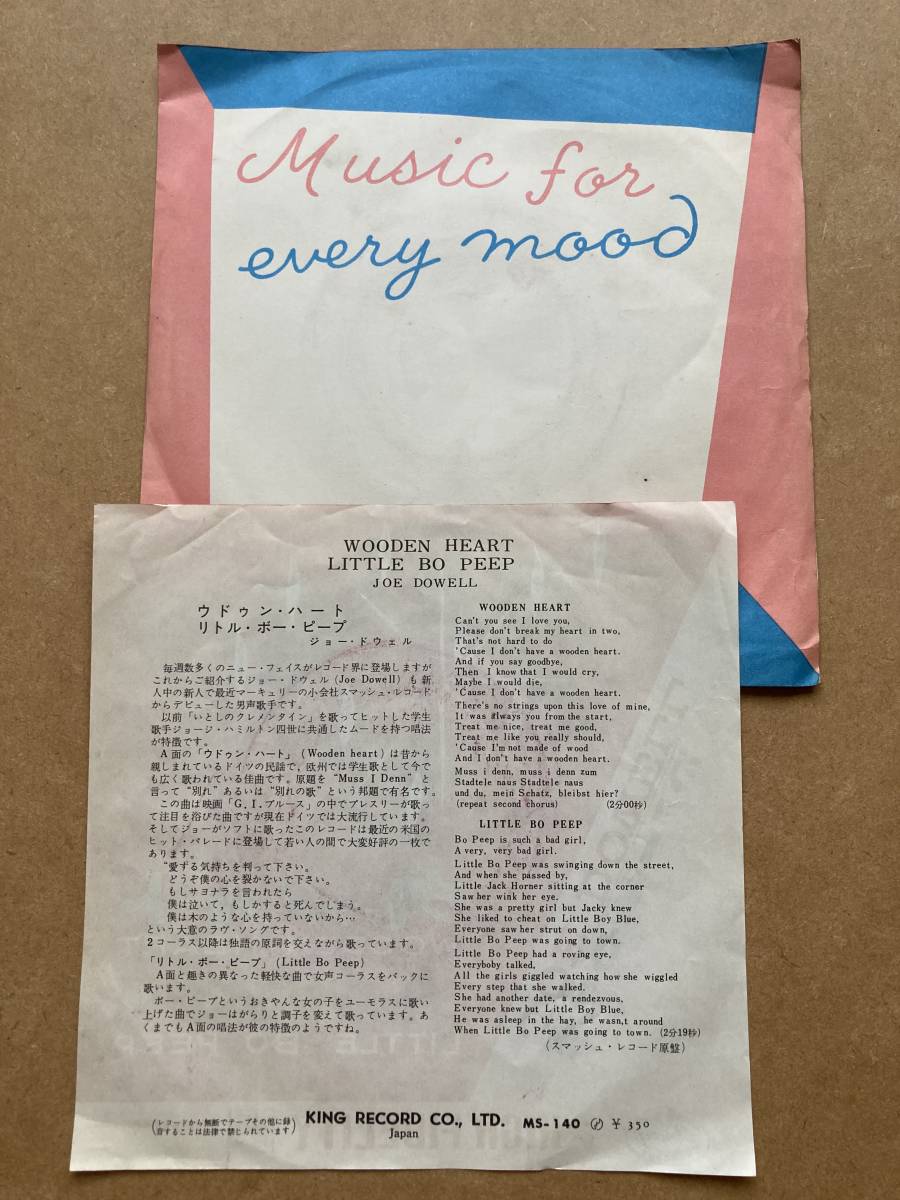 Music for
every mood
WOODEN HEART
LITTLE BO PEEP
JOE DOWELL
ウドゥン・ハート
リトル・ボー・ピープ
ジョー・ドウェル
毎週数多くのニュー・フェイスがレコード界に登場しますが
これからご紹介するジョー・ドウェル(Joe Dowell)も新
人中の新人で最近マーキュリーの小会社スマッシュ・レコード
からデビューした男声歌手です。
以前「いとしのクレメンタイン」を歌ってヒットした学生
歌手ジョージ・ハミルトン四世に共通したムードを持つ唱法
が特徴です。
A面の「ウドゥン・ハート」(Wooden heart)は昔から
親しまれているドイツの民謡で、欧州では学生歌として今で
も広く歌われている佳曲です。原題を“Muss I Denn”と
言って“別れ”あるいは“別れの歌”という邦題で有名です。
この曲は映画「G.I.ブルース」の中でプレスリーが歌っ
て注目を浴びた曲ですが現在ドイツでは大流行しています。
そしてジョーがソフトに歌ったこのレコードは最近の米国の
ヒット・パレードに登場して若い人の間で大変好評の一枚で
あります。
“愛する気持ちを判って下さい。
どうぞ僕の心を裂かないで下さい。
もしサヨナラを言われたら
僕は泣いて、もしかすると死んでしまう。
僕は木のような心を持っていないから…
という大意のラヴ・ソングです。
2コーラス以降は独語の原詞を交えながら歌っています。
「リトル・ボー・ピープ」(Little Bo Peep)
A面と趣きの異なった軽快な曲で女声コーラスをバックに
歌います。
ボー・ピープというおきやんな女の子をユーモラスに歌い
上げた曲でジョーはがらりと調子を変えて歌っています。あ
くまでもA面の唱法が彼の特徴のようですね。
WOODEN HEART
Can't you see I love you,
Please don't break my heart in two,
That's not hard to do
'Cause I don't have a wooden heart.
And if you say goodbye,
Then I know that I would cry,
Maybe I would die,
'Cause I don't have a wooden heart.
There's no strings upon this love of mine,
It was always you from the start,
Treat me nice, treat me good,
Treat me like you really should,
'Cause I'm not made of wood
And I don't have a wooden heart.
Muss i denn, muss i denn zum
Stadtele naus Stadtele naus
und du, mein Schatz, bleibst hier?
(repeat second chorus) (2分00秒)
LITTLE BO PEEP
Bo Peep is such a bad girl,
A very, very bad girl.
Little Bo Peep was swinging down the street,
And when she passed by,
Little Jack Horner sitting at the corner
Saw her wink her eye.
She was a pretty girl but Jacky knew
She liked to cheat on Little Boy Blue,
Everyone saw her strut on down,
Little Bo Peep was going to town.
Little Bo Peep had a roving eye,
Everyboby talked,
All the girls giggled watching how she wiggled
Every step that she walked.
She had another date, a rendezvous,
Everyone knew but Little Boy Blue,
He was asleep in the hay, he wasn,t around
When Little Bo Peep was going to town. (2分19秒)
(スマッシュ・レコード原盤)
(レコードから無断でテープその他に録
音することは法律で禁じられています)
KING RECORD CO., LTD. MS-140 Ⓟ ¥ 350
Japan